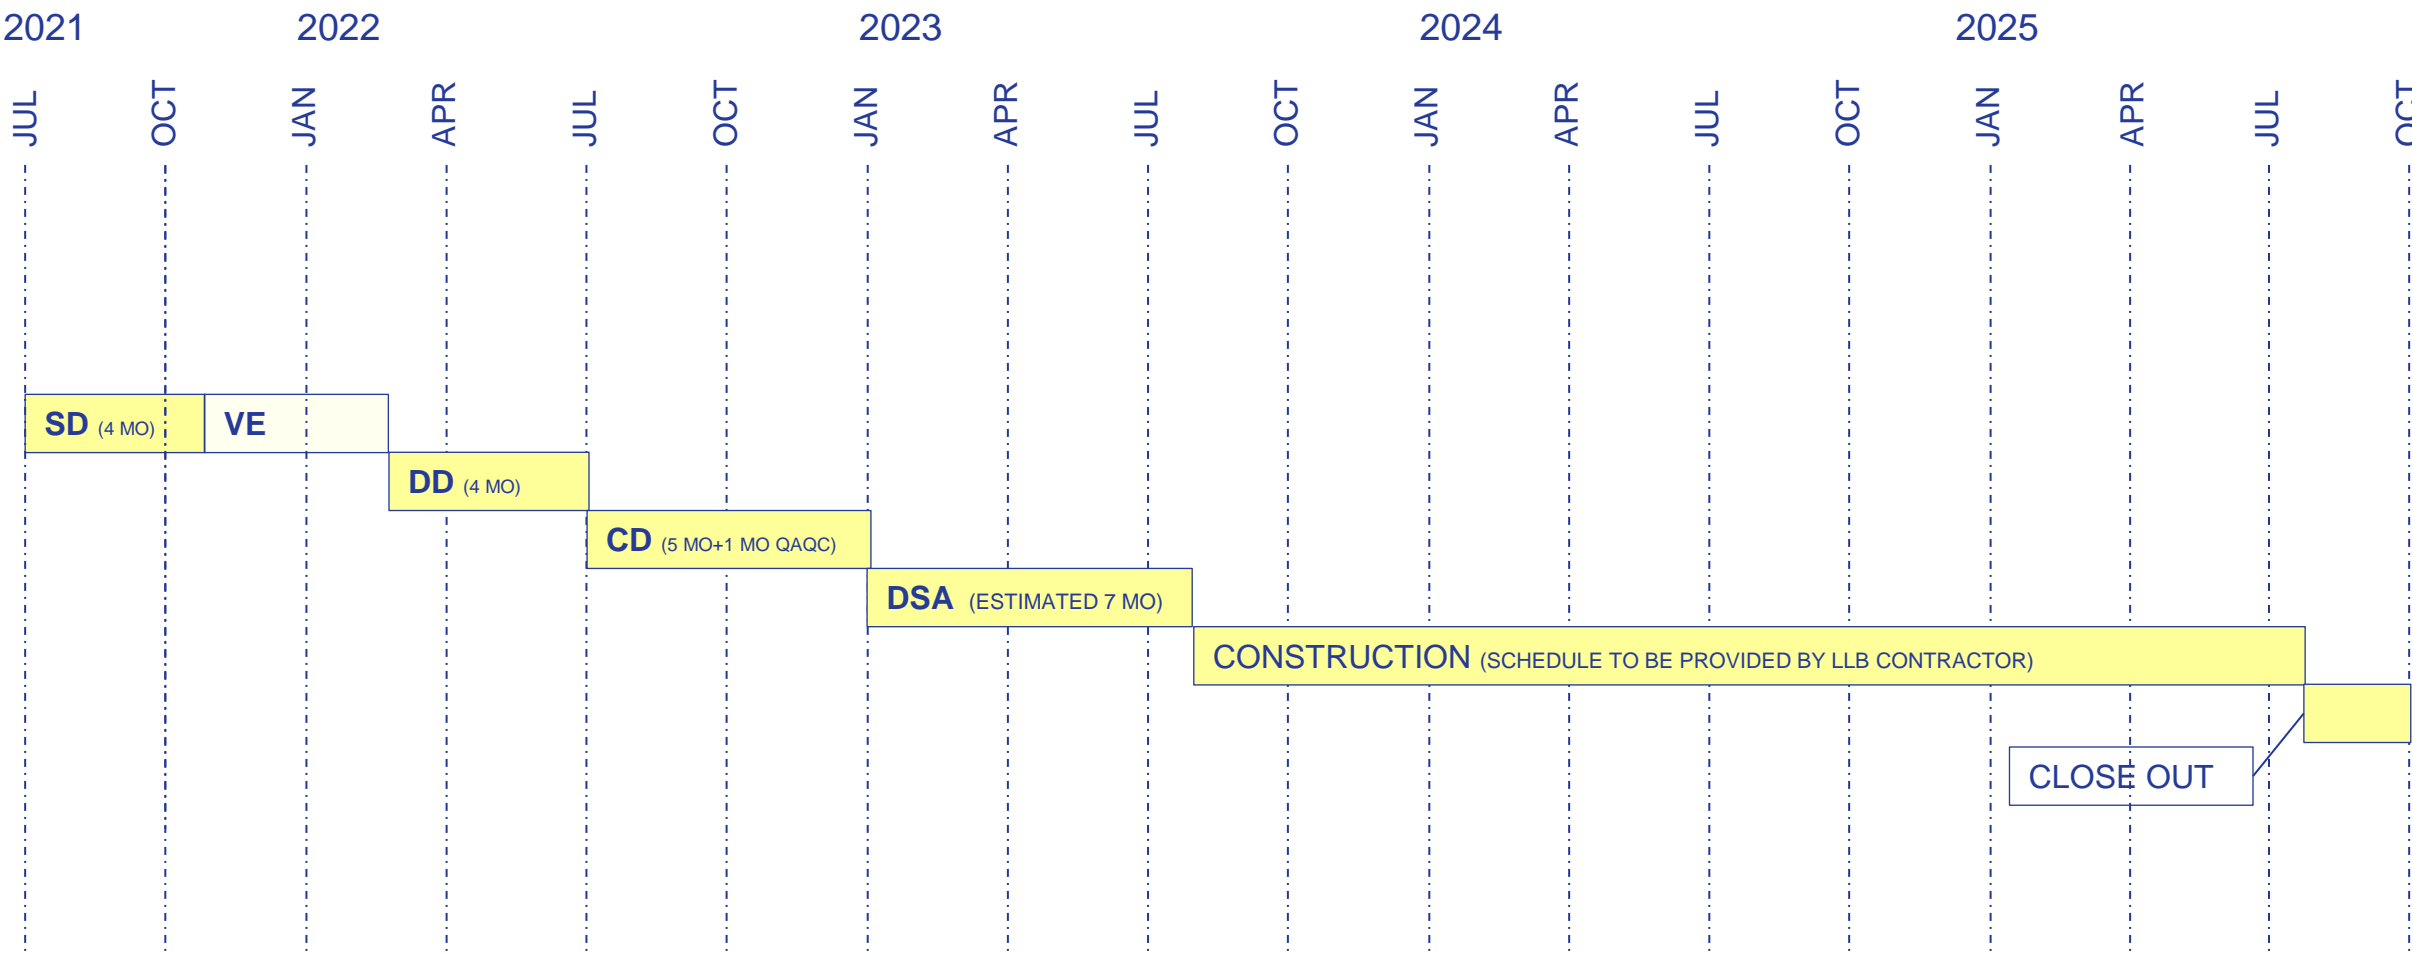 2021 2022 2023 2024 2025
JUL OCT JAN APR JUL OCT JAN APR JUL OCT JAN APR JUL OCT JAN APR JUL OCT
SD (4 MO) VE
DD (4 MO)
CD (5 MO+1 MO QAQC)
DSA (ESTIMATED 7 MO)
CONSTRUCTION (SCHEDULE TO BE PROVIDED BY LLB CONTRACTOR)
CLOSE OUT